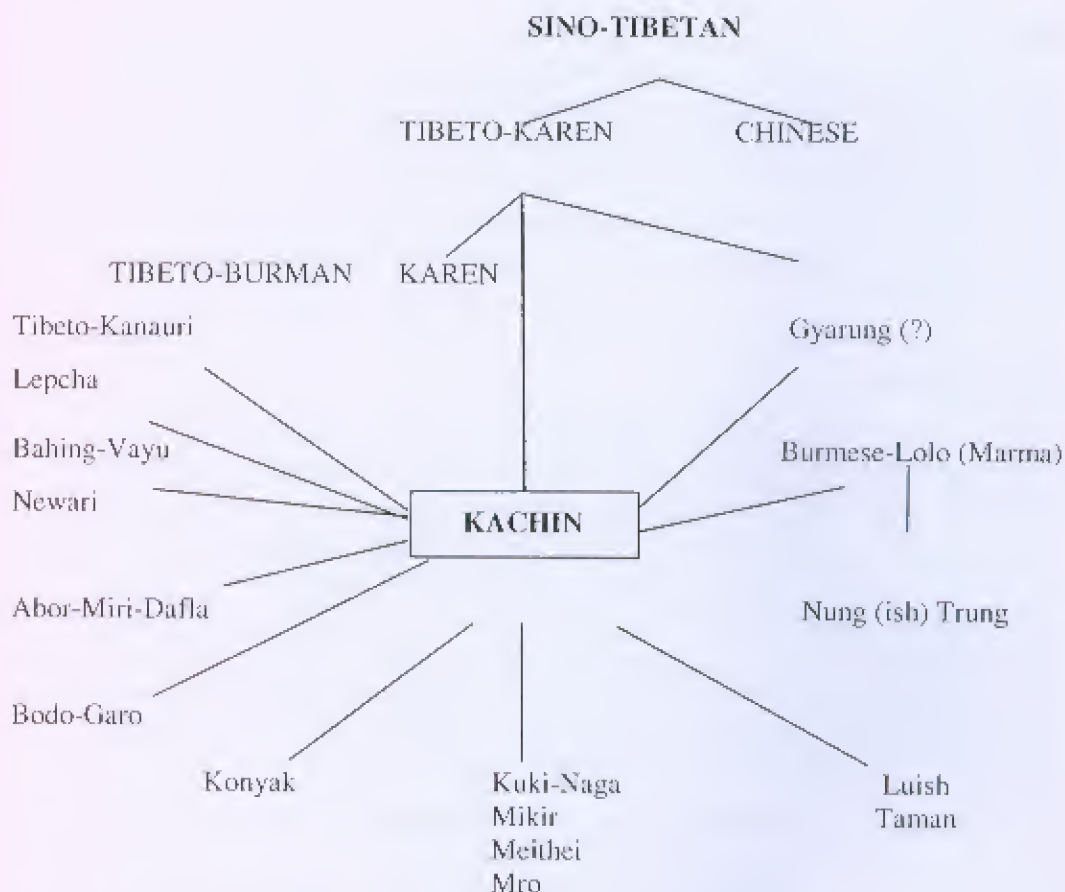 SINO-TIBETAN
TIBETO-KAREN CHINESE
TIBETO-BURMAN KAREN
Tibeto-Kanauri Gyarung (?)
Lepcha
Bahing-Vayu Burmese-Lolo (Marma)
Newari
KACHIN
Abor-Miri-Dafla Nung (ish) Trung
Bodo-Garo
Konyak Kuki-Naga Luish
Mikir Taman
Meithei
Mro